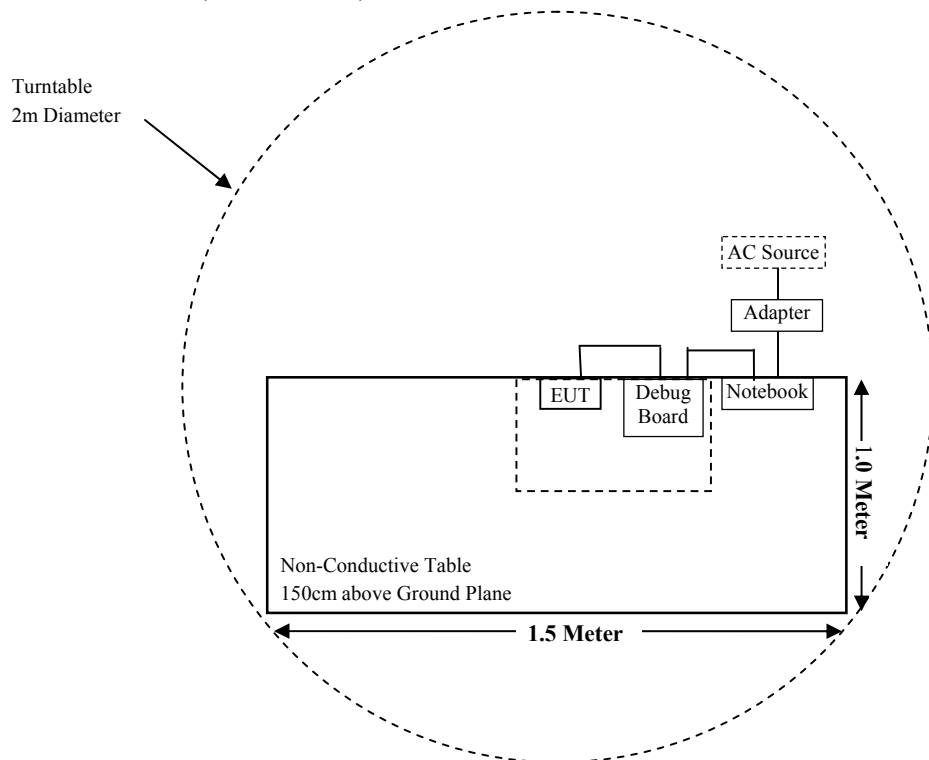 Turntable
2m Diameter
AC Source
Adapter
EUT
Debug
Board
Notebook
1.0 Meter
Non-Conductive Table
150cm above Ground Plane
1.5 Meter